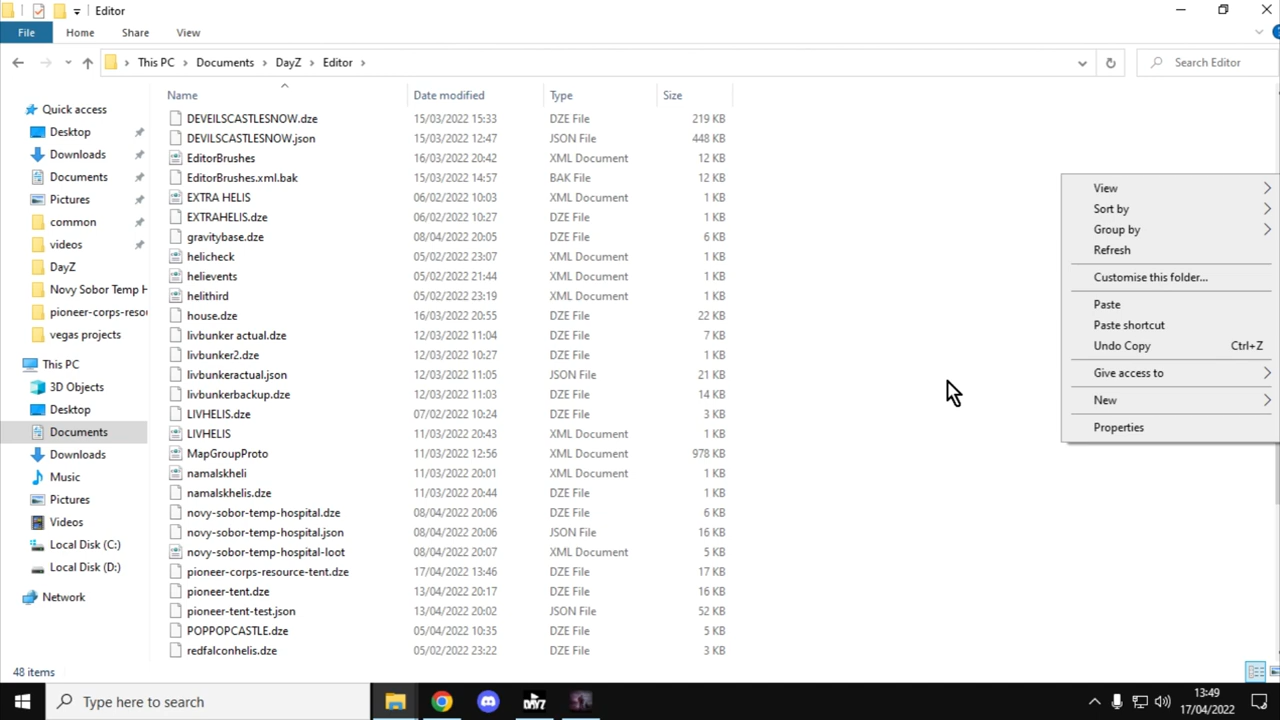 Editor
File Home Share View
This PC Documents DayZ Editor Search Editor
Name Date modified Type Size
Quick access
Desktop
Downloads
Documents
Pictures
common
videos
DayZ
Novy Sobor Temp H
pioneer-corps-resou
vegas projects
This PC
3D Objects
Desktop
Documents
Downloads
Music
Pictures
Videos
Local Disk (C:)
Local Disk (D:)
Network
DEVEILSCASTLESNOW.dze 15/03/2022 15:33 DZE File 219 KB
DEVILSCASTLESNOW.json 15/03/2022 12:47 JSON File 448 KB
EditorBrushes 16/03/2022 20:42 XML Document 12 KB
EditorBrushes.xml.bak 15/03/2022 14:57 BAK File 12 KB
EXTRA HELIS 06/02/2022 10:03 XML Document 1 KB
EXTRAHELIS.dze 06/02/2022 10:27 DZE File 1 KB
gravitybase.dze 08/04/2022 20:05 DZE File 6 KB
helicheck 05/02/2022 23:07 XML Document 1 KB
helievents 05/02/2022 21:44 XML Document 1 KB
helithird 05/02/2022 23:19 XML Document 1 KB
house.dze 16/03/2022 20:55 DZE File 22 KB
livbunker actual.dze 12/03/2022 11:04 DZE File 7 KB
livbunker2.dze 12/03/2022 10:27 DZE File 1 KB
livbunkeractual.json 12/03/2022 11:05 JSON File 21 KB
livbunkerbackup.dze 12/03/2022 11:03 DZE File 14 KB
LIVHELIS.dze 07/02/2022 10:24 DZE File 3 KB
LIVHELIS 11/03/2022 20:43 XML Document 1 KB
MapGroupProto 11/03/2022 12:56 XML Document 978 KB
namalskheli 11/03/2022 20:01 XML Document 1 KB
namalskhelis.dze 11/03/2022 20:44 DZE File 1 KB
novy-sobor-temp-hospital.dze 08/04/2022 20:06 DZE File 6 KB
novy-sobor-temp-hospital.json 08/04/2022 20:06 JSON File 16 KB
novy-sobor-temp-hospital-loot 08/04/2022 20:07 XML Document 5 KB
pioneer-corps-resource-tent.dze 17/04/2022 13:46 DZE File 17 KB
pioneer-tent.dze 13/04/2022 20:17 DZE File 16 KB
pioneer-tent-test.json 13/04/2022 20:02 JSON File 52 KB
POPPOPCASTLE.dze 05/04/2022 10:35 DZE File 5 KB
redfalconhelis.dze 05/02/2022 23:22 DZE File 3 KB
View
Sort by
Group by
Refresh
Customise this folder...
Paste
Paste shortcut
Undo Copy Ctrl+Z
Give access to
New
Properties
48 items
Type here to search
DAYZ
13:49
17/04/2022